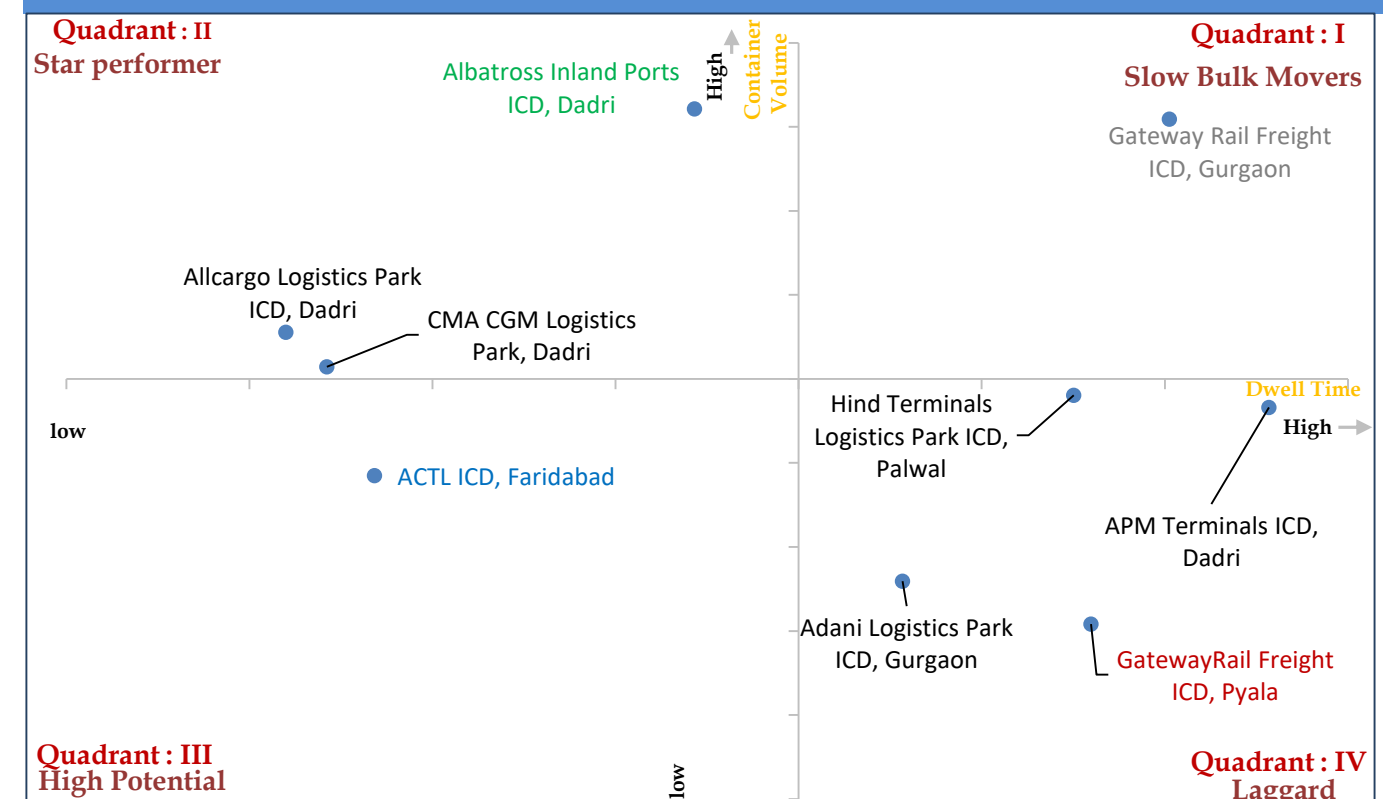 Quadrant : II
Star performer
Quadrant : I
Slow Bulk Movers
High
Container
Volume
Albatross Inland Ports
ICD, Dadri
Gateway Rail Freight
ICD, Gurgaon
Allcargo Logistics Park
ICD, Dadri
CMA CGM Logistics
Park, Dadri
Dwell Time
High
low
Hind Terminals
Logistics Park ICD,
Palwal
ACTL ICD, Faridabad
APM Terminals ICD,
Dadri
Adani Logistics Park
ICD, Gurgaon
GatewayRail Freight
ICD, Pyala
Quadrant : III
High Potential
low
Quadrant : IV
Laggard